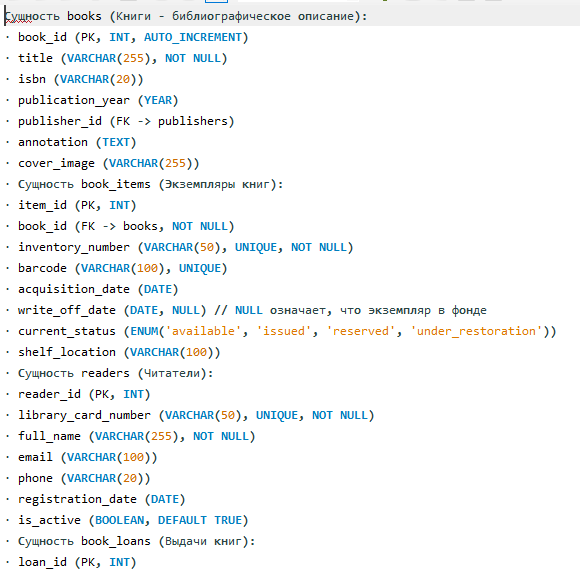 Сущность books (Книги - библиографическое описание):
· book_id (PK, INT, AUTO_INCREMENT)
· title (VARCHAR(255), NOT NULL)
· isbn (VARCHAR(20))
· publication_year (YEAR)
· publisher_id (FK -> publishers)
· annotation (TEXT)
· cover_image (VARCHAR(255))
· Сущность book_items (Экземпляры книг):
· item_id (PK, INT)
· book_id (FK -> books, NOT NULL)
· inventory_number (VARCHAR(50), UNIQUE, NOT NULL)
· barcode (VARCHAR(100), UNIQUE)
· acquisition_date (DATE)
· write_off_date (DATE, NULL) // NULL означает, что экземпляр в фонде
· current_status (ENUM('available', 'issued', 'reserved', 'under_restoration'))
· shelf_location (VARCHAR(100))
· Сущность readers (Читатели):
· reader_id (PK, INT)
· library_card_number (VARCHAR(50), UNIQUE, NOT NULL)
· full_name (VARCHAR(255), NOT NULL)
· email (VARCHAR(100))
· phone (VARCHAR(20))
· registration_date (DATE)
· is_active (BOOLEAN, DEFAULT TRUE)
· Сущность book_loans (Выдачи книг):
· loan_id (PK, INT)